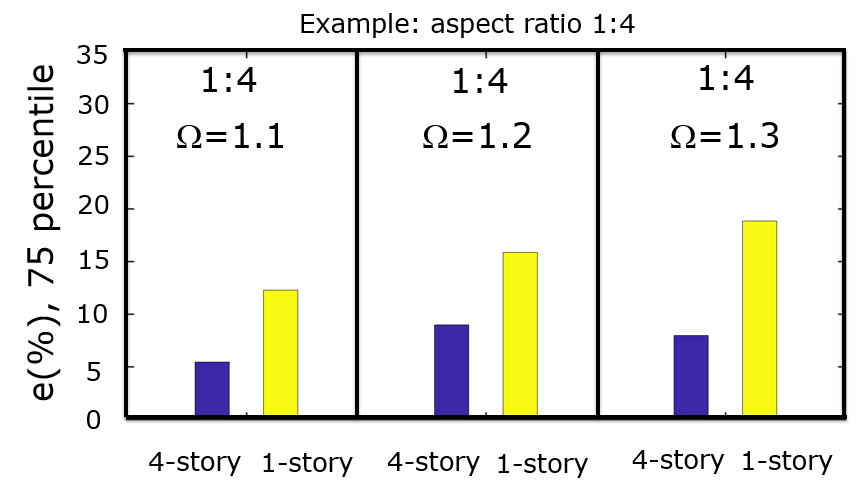 Example: aspect ratio 1:4
e(%), 75 percentile
35
30
25
20
15
10
5
0
1:4
Ω=1.1
1:4
Ω=1.2
1:4
Ω=1.3
4-story 1-story
4-story 1-story
4-story 1-story